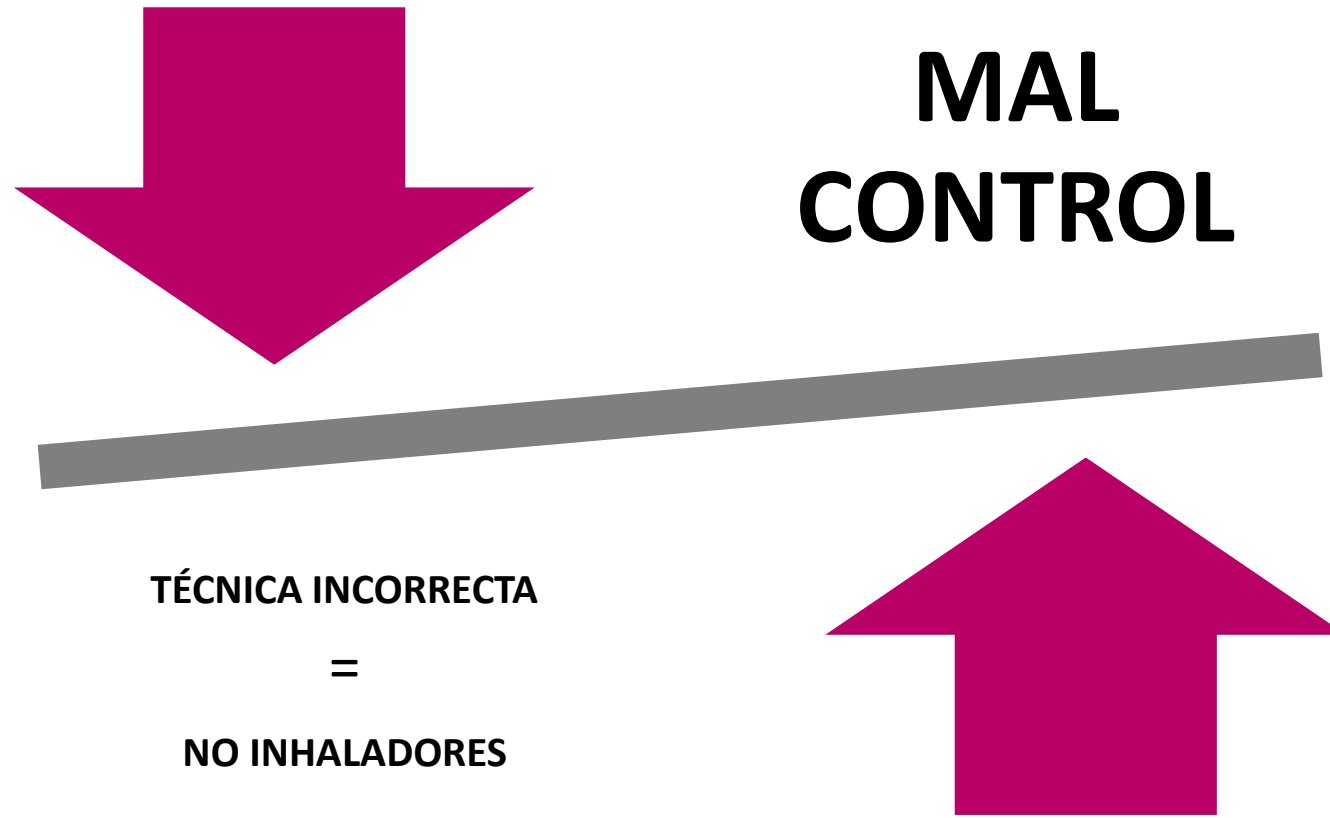 MAL
CONTROL
TÉCNICA INCORRECTA
=
NO INHALADORES